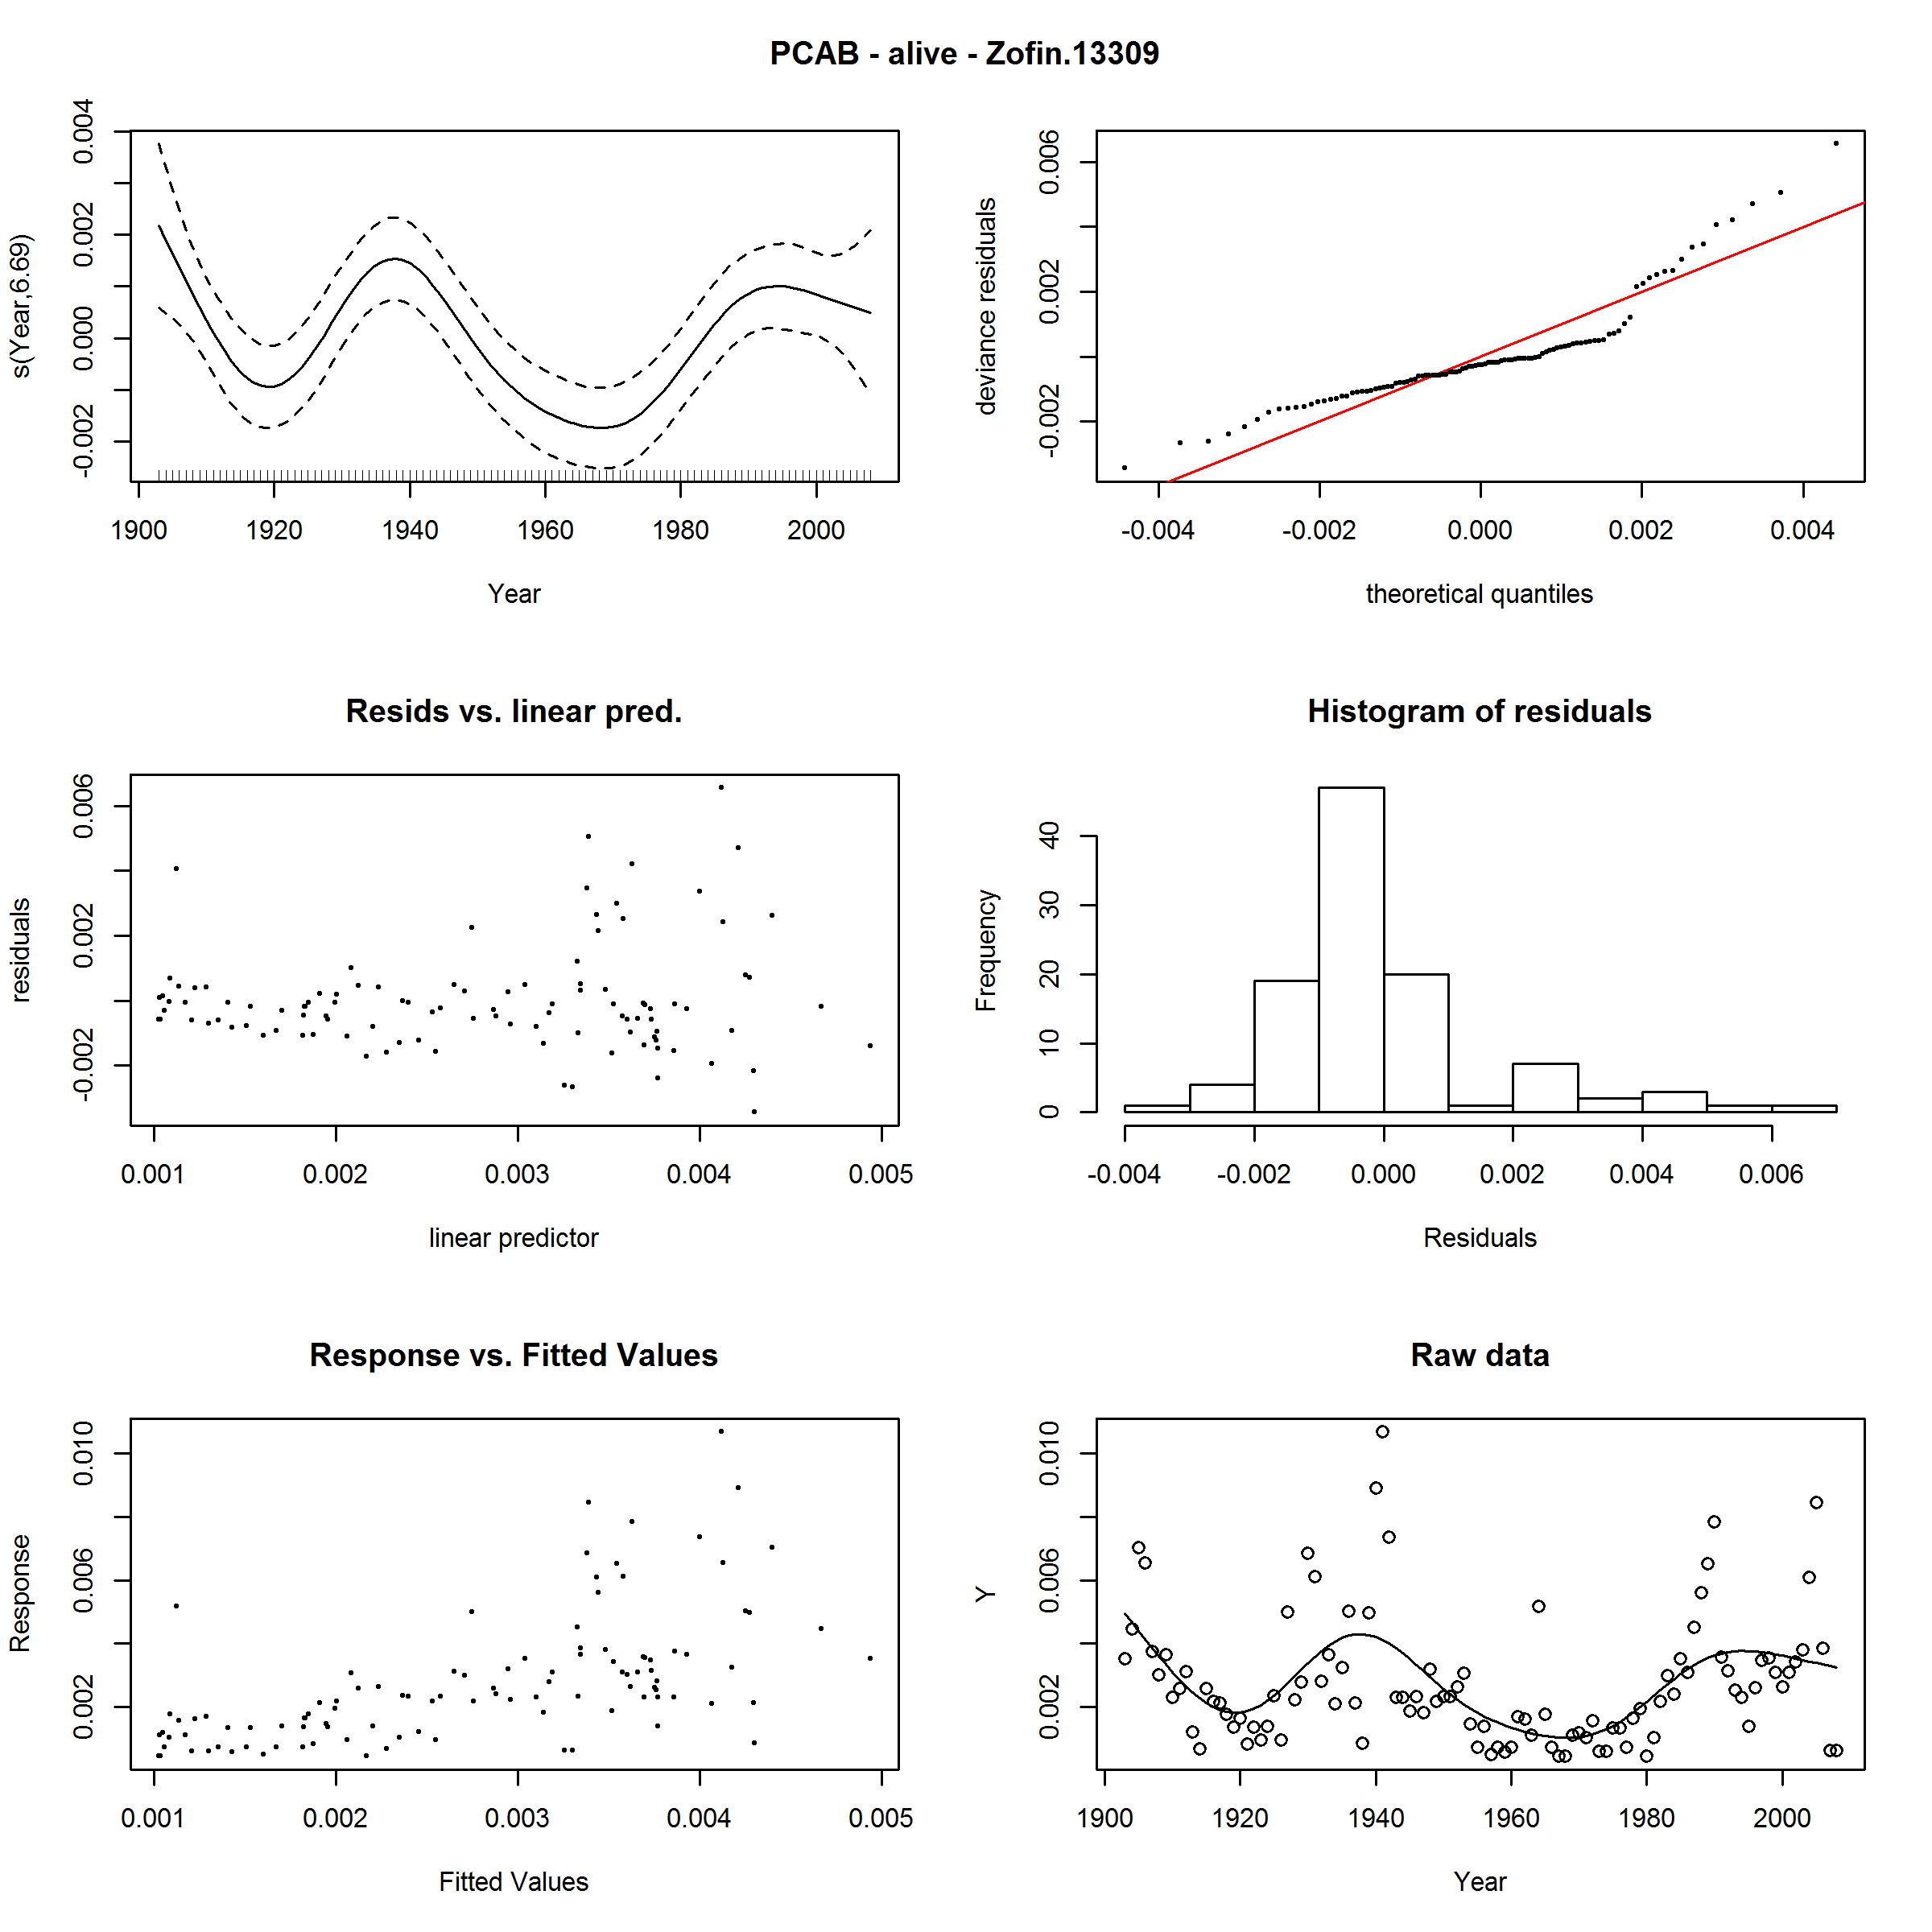 PCAB - alive - Zofin.13309
s(Year,6.69)
-0.002 0.000 0.002 0.004
1900 1920 1940 1960 1980 2000
Year
deviance residuals
-0.002 0.002 0.006
-0.004 -0.002 0.000 0.002 0.004
theoretical quantiles
Resids vs. linear pred.
residuals
-0.002 0.002 0.006
0.001 0.002 0.003 0.004 0.005
linear predictor
Histogram of residuals
Frequency
0 10 20 30 40
-0.004 -0.002 0.000 0.002 0.004 0.006
Residuals
Response vs. Fitted Values
Response
0.002 0.006 0.010
0.001 0.002 0.003 0.004 0.005
Fitted Values
Raw data
Y
0.002 0.006 0.010
1900 1920 1940 1960 1980 2000
Year